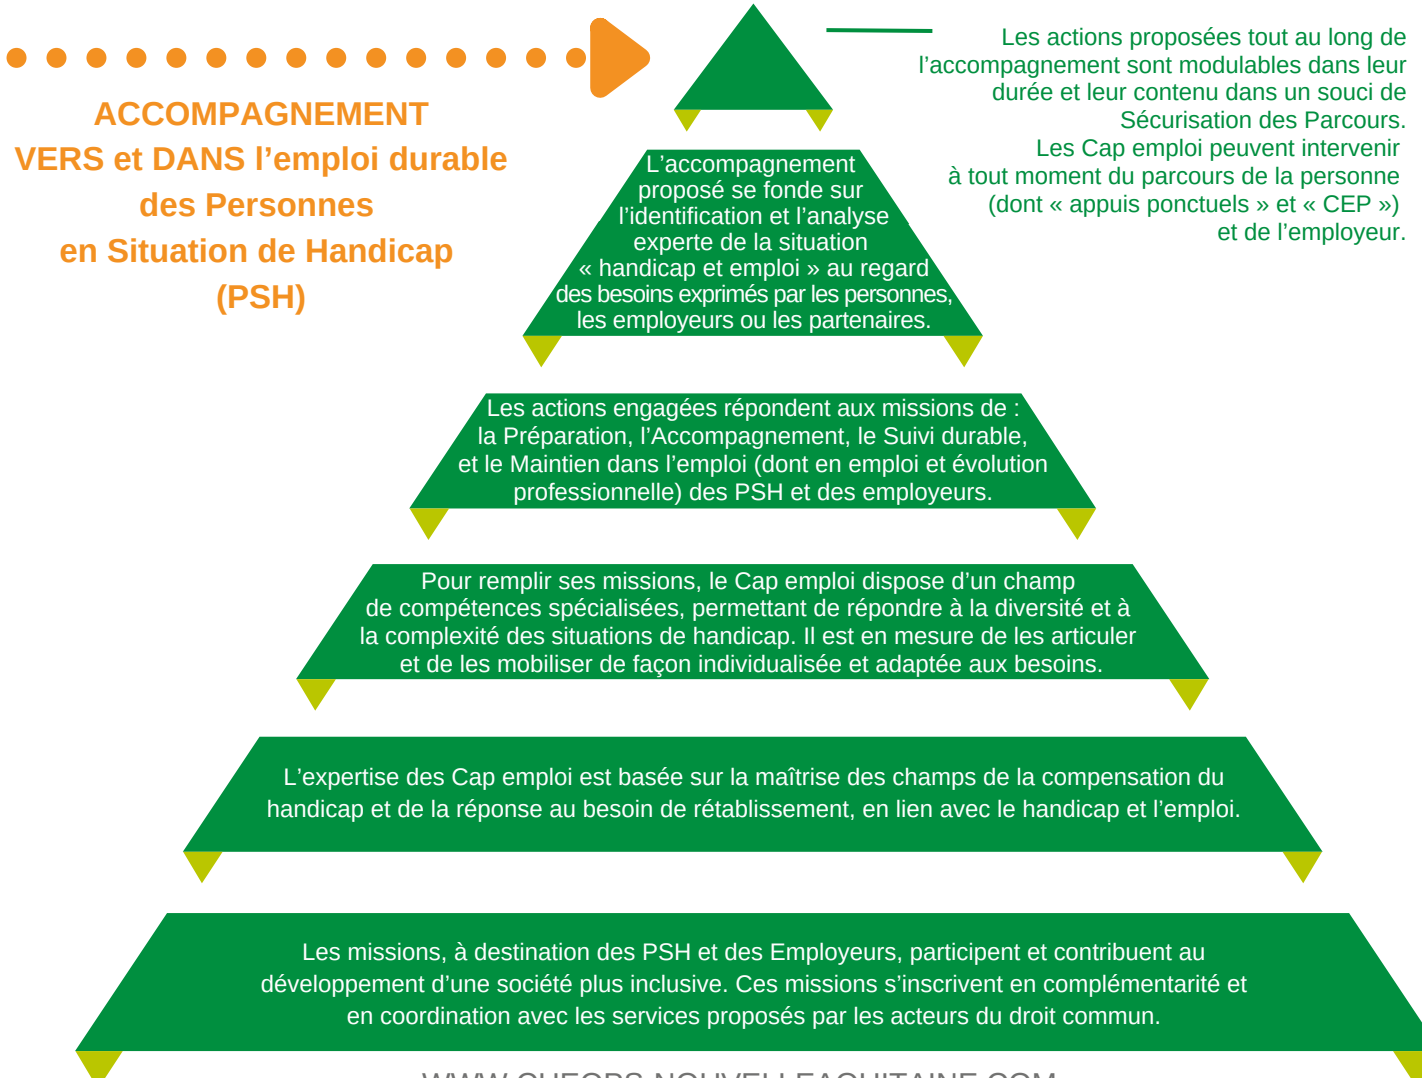 ACCOMPAGNEMENT
VERS et DANS l’emploi durable
des Personnes
en Situation de Handicap
(PSH)
Les actions proposées tout au long de
l’accompagnement sont modulables dans leur
durée et leur contenu dans un souci de
Sécurisation des Parcours.
Les Cap emploi peuvent intervenir
à tout moment du parcours de la personne
(dont « appuis ponctuels » et « CEP »)
et de l’employeur.
L’accompagnement
proposé se fonde sur
l’identification et l’analyse
experte de la situation
« handicap et emploi » au regard
des besoins exprimés par les personnes,
les employeurs ou les partenaires.
Les actions engagées répondent aux missions de :
la Préparation, l’Accompagnement, le Suivi durable,
et le Maintien dans l’emploi (dont en emploi et évolution
professionnelle) des PSH et des employeurs.
Pour remplir ses missions, le Cap emploi dispose d’un champ
de compétences spécialisées, permettant de répondre à la diversité et à
la complexité des situations de handicap. Il est en mesure de les articuler
et de les mobiliser de façon individualisée et adaptée aux besoins.
L’expertise des Cap emploi est basée sur la maîtrise des champs de la compensation du
handicap et de la réponse au besoin de rétablissement, en lien avec le handicap et l’emploi.
Les missions, à destination des PSH et des Employeurs, participent et contribuent au
développement d’une société plus inclusive. Ces missions s’inscrivent en complémentarité et
en coordination avec les services proposés par les acteurs du droit commun.
WWW.CHEOPS-NOUVELLEAQUITAINE.COM